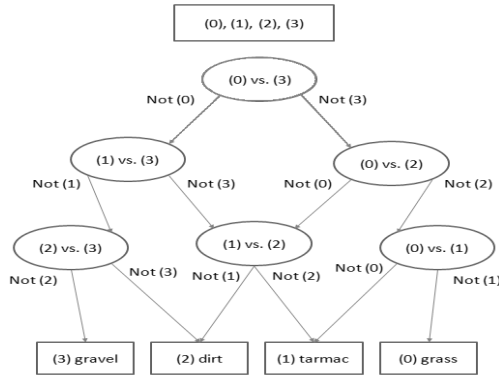 (0), (1), (2), (3)
(0) vs. (3)
Not (0)
Not (3)
(1) vs. (3)
(0) vs. (2)
Not (1)
Not (3)
Not (0)
Not (2)
(2) vs. (3)
(1) vs. (2)
(0) vs. (1)
Not (2)
Not (3)
Not (1)
Not (2)
Not (0)
Not (1)
(3) gravel
(2) dirt
(1) tarmac
(0) grass